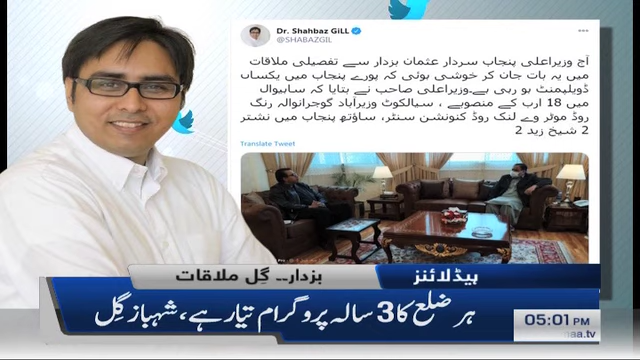 Dr. Shahbaz GiLL
@SHABAZGIL
آج وزیراعلی پنجاب سردار عثمان بزدار سے تفصیلی ملاقات
میں یہ بات جان کر خوشی ہوئی کہ پورے پنجاب میں یکساں
ڈویلپمنٹ ہو رہی ہے۔وزیراعلی صاحب نے بتایا کہ ساہیوال
میں 18 ارب کے منصوبے ، سیالکوٹ وزیرآباد گوجرانوالہ رنگ
روڈ موٹر وے لنک روڈ کنونشن سنٹر، ساؤتھ پنجاب میں نشتر
2 شیخ زید 2
Translate Tweet
ہیڈلائنز
بزدار۔۔ گِل ملاقات
ہر ضلع کا 3 سالہ پروگرام تیار ہے، شہباز گِل
05:01 PM